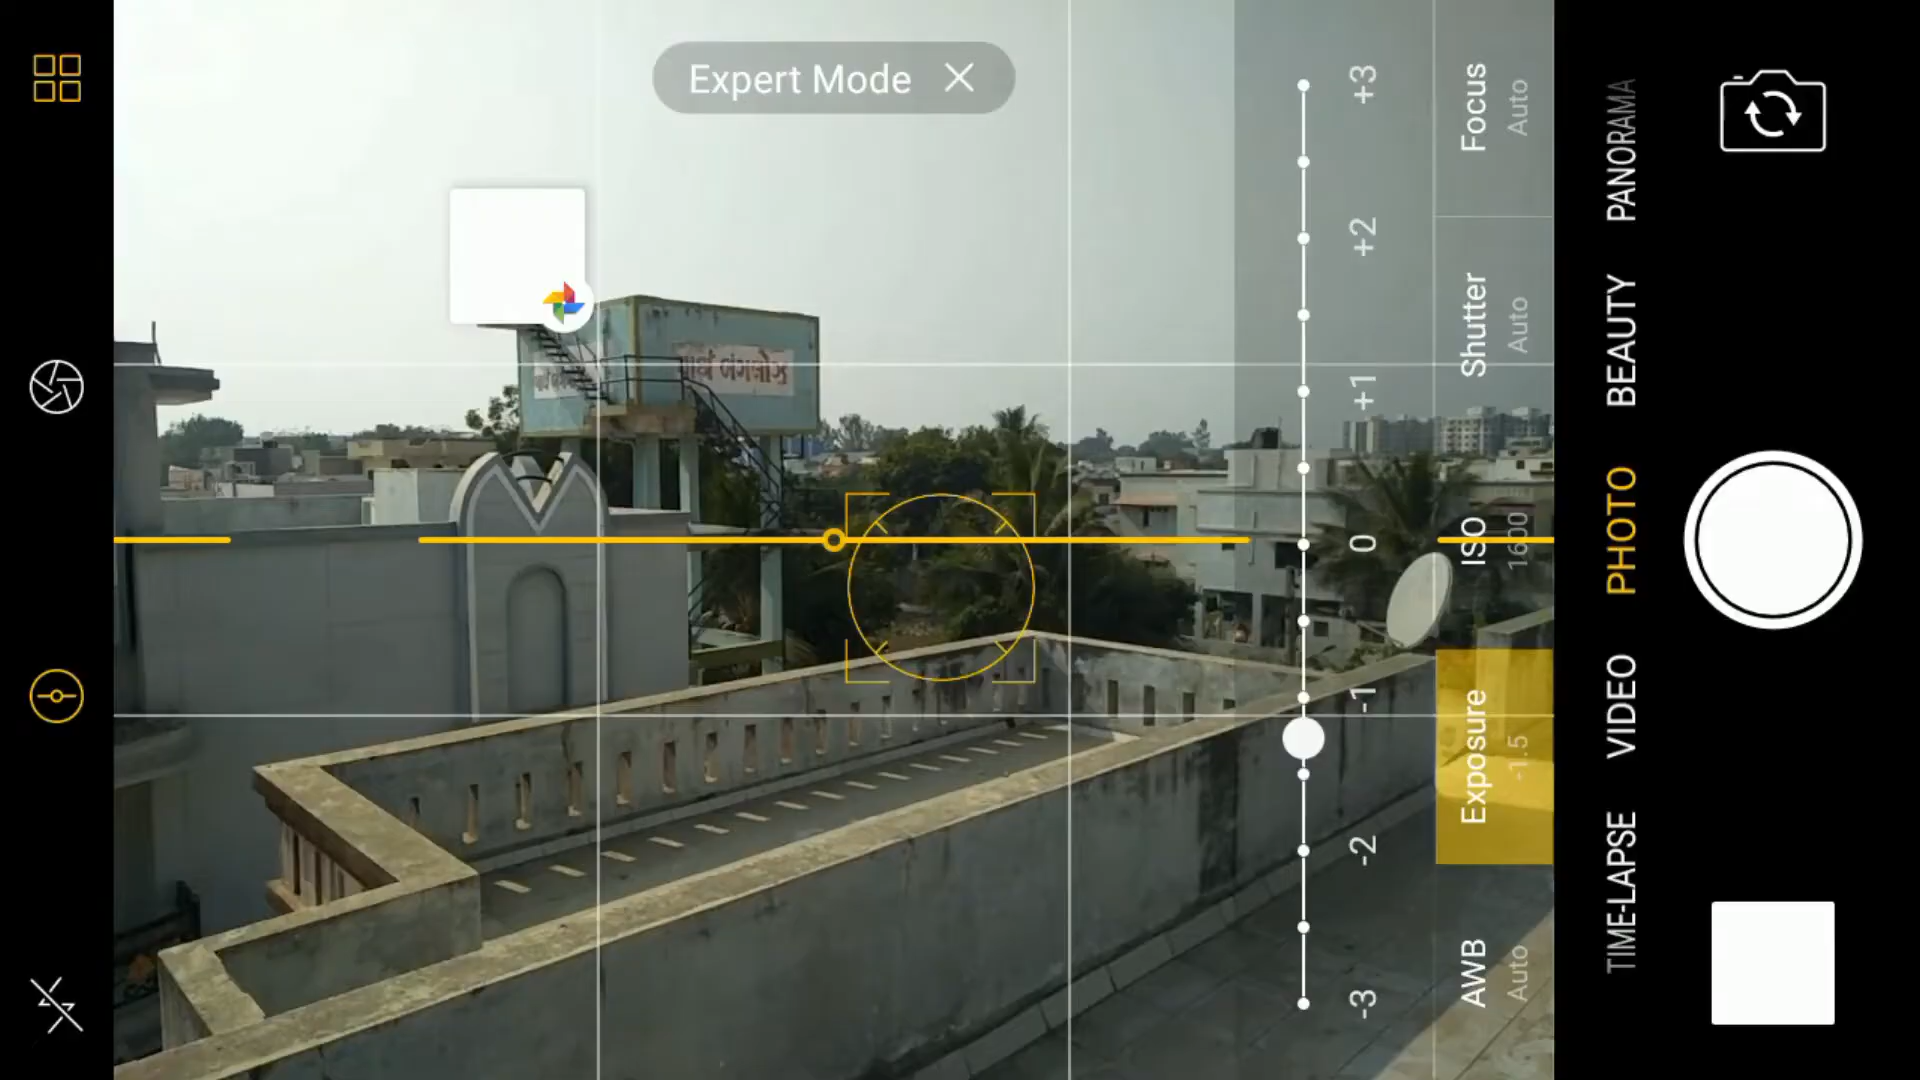 Expert Mode
+3
+2
+1
0
-1
-2
-3
Focus
Auto
Shutter
Auto
ISO
1600
Exposure
-1.5
AWB
Auto
PANORAMA
BEAUTY
PHOTO
VIDEO
TIME-LAPSE
બંગલોઝ